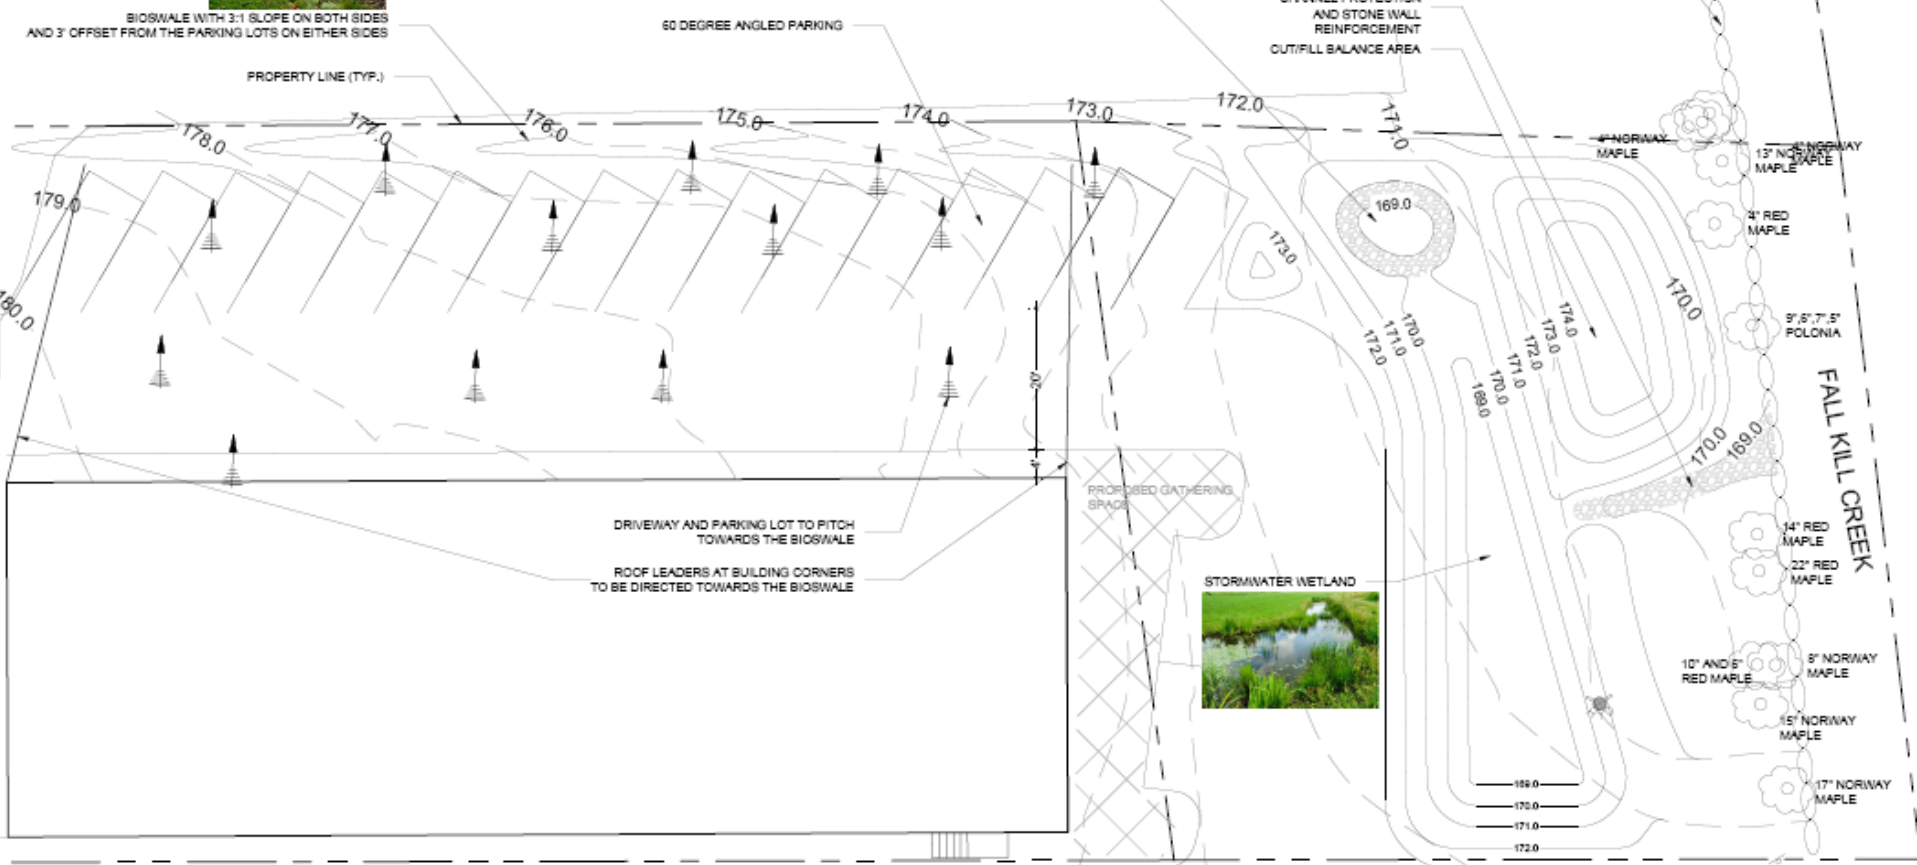 BIOSWALE WITH 3:1 SLOPE ON BOTH SIDES
AND 3' OFFSET FROM THE PARKING LOTS ON EITHER SIDES
PROPERTY LINE (TYP.)
60 DEGREE ANGLED PARKING
AND STONE WALL
REINFORCEMENT
CUT/FILL BALANCE AREA
180.0
179.0
178.0
177.0
176.0
175.0
174.0
173.0
172.0
171.0
169.0
173.0
172.0
171.0
170.0
169.0
170.0
171.0
172.0
173.0
174.0
170.0
170.0
169.0
4" NORWAY
MAPLE
13" NORWAY
MAPLE
4" NORWAY
MAPLE
4" RED
MAPLE
9",6",7",5"
POLONIA
FALL KILL CREEK
20'
4'
PROPOSED GATHERING
SPACE
DRIVEWAY AND PARKING LOT TO PITCH
TOWARDS THE BIOSWALE
ROOF LEADERS AT BUILDING CORNERS
TO BE DIRECTED TOWARDS THE BIOSWALE
STORMWATER WETLAND
14" RED
MAPLE
22" RED
MAPLE
10" AND 6"
RED MAPLE
8" NORWAY
MAPLE
15" NORWAY
MAPLE
17" NORWAY
MAPLE
169.0
170.0
171.0
172.0